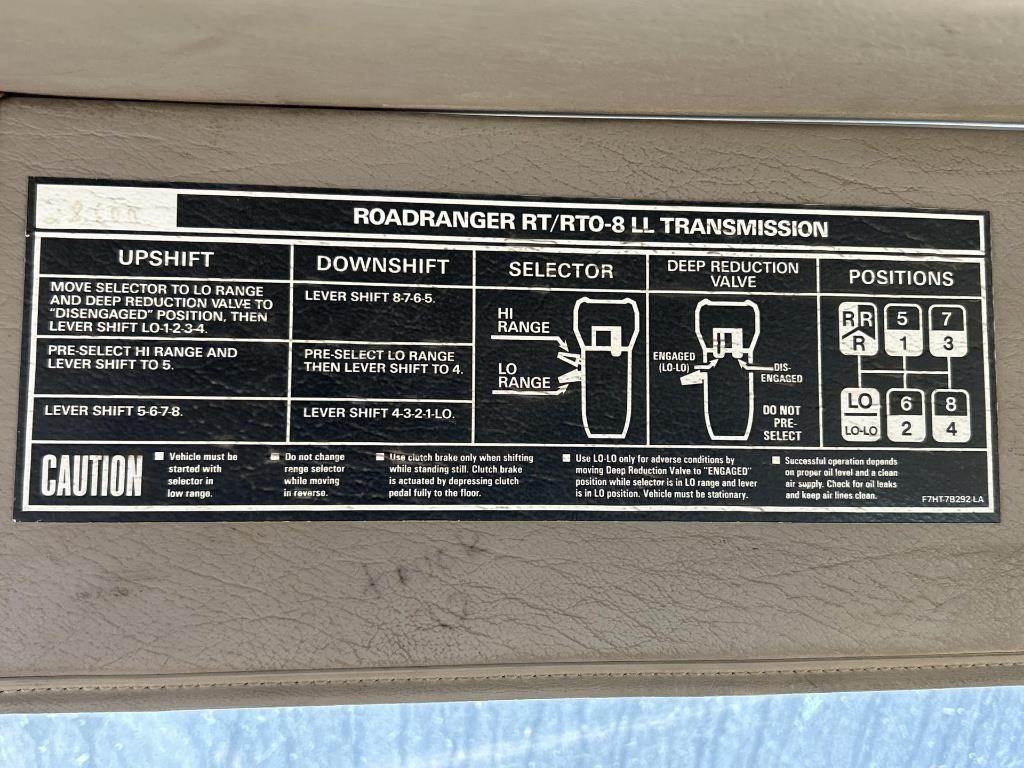 ROADRANGER RT/RTO-8 LL TRANSMISSION
UPSHIFT
MOVE SELECTOR TO LO RANGE
AND DEEP REDUCTION VALVE TO
"DISENGAGED" POSITION, THEN
LEVER SHIFT LO-1-2-3-4.
PRE-SELECT HI RANGE AND
LEVER SHIFT TO 5.
LEVER SHIFT 5-6-7-8.
DOWNSHIFT
LEVER SHIFT 8-7-6-5.
PRE-SELECT LO RANGE
THEN LEVER SHIFT TO 4.
LEVER SHIFT 4-3-2-1-LO.
SELECTOR
HI
RANGE
LO
RANGE
DEEP REDUCTION
VALVE
ENGAGED
(LO-LO)
DIS-
ENGAGED
DO NOT
PRE-
SELECT
POSITIONS
R R 5 7
R 1 3
LO 6 8
LO-LO 2 4
CAUTION
Vehicle must be
started with
selector in
low range.
Do not change
range selector
while moving
in reverse.
Use clutch brake only when shifting
while standing still. Clutch brake
is actuated by depressing clutch
pedal fully to the floor.
Use LO-LO only for adverse conditions by
moving Deep Reduction Valve to "ENGAGED"
position while selector is in LO range and lever
is in LO position. Vehicle must be stationary.
Successful operation depends
on proper oil level and a clean
air supply. Check for oil leaks
and keep air lines clean.
F7HT-7B292-LA